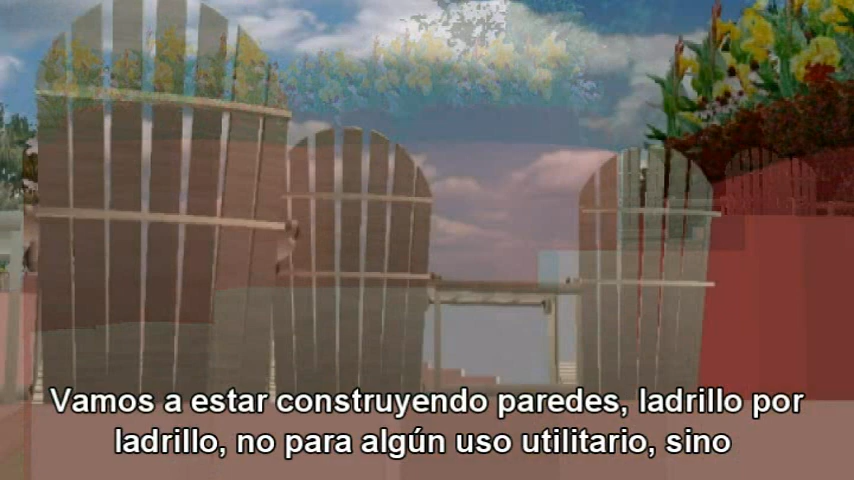 Vamos a estar construyendo paredes, ladrillo por
ladrillo, no para algún uso utilitario, sino